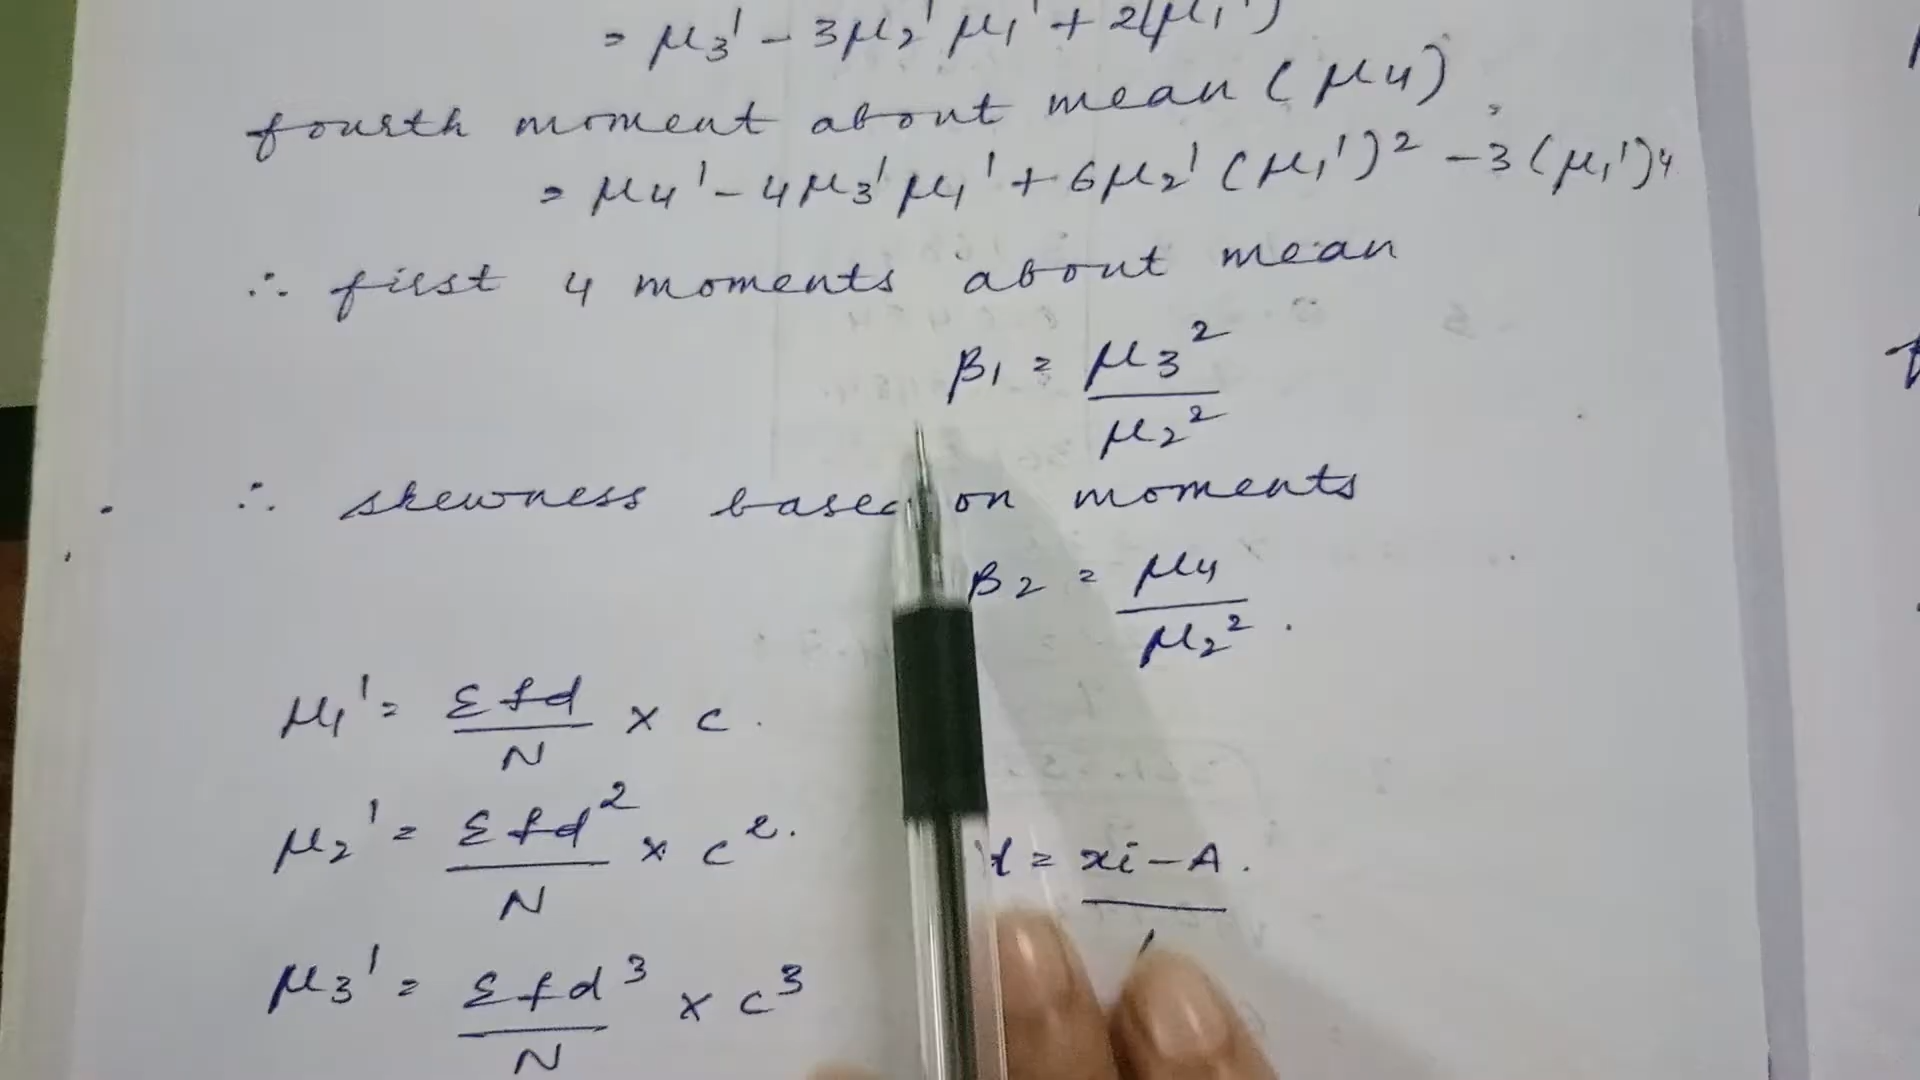 = μ3' - 3μ2' μ1' + 2(μ1')
fourth moment about mean (μ4)
= μ4' - 4μ3' μ1' + 6μ2' (μ1')² - 3(μ1')4
∴ first 4 moments about mean
β1 = μ3² / μ2²
∴ skewness based on moments
β2 = μ4 / μ2² .
μ1' = Σfd / N × c .
μ2' = Σfd² / N × c² .
d = xi - A .
μ3' = Σfd³ / N × c³